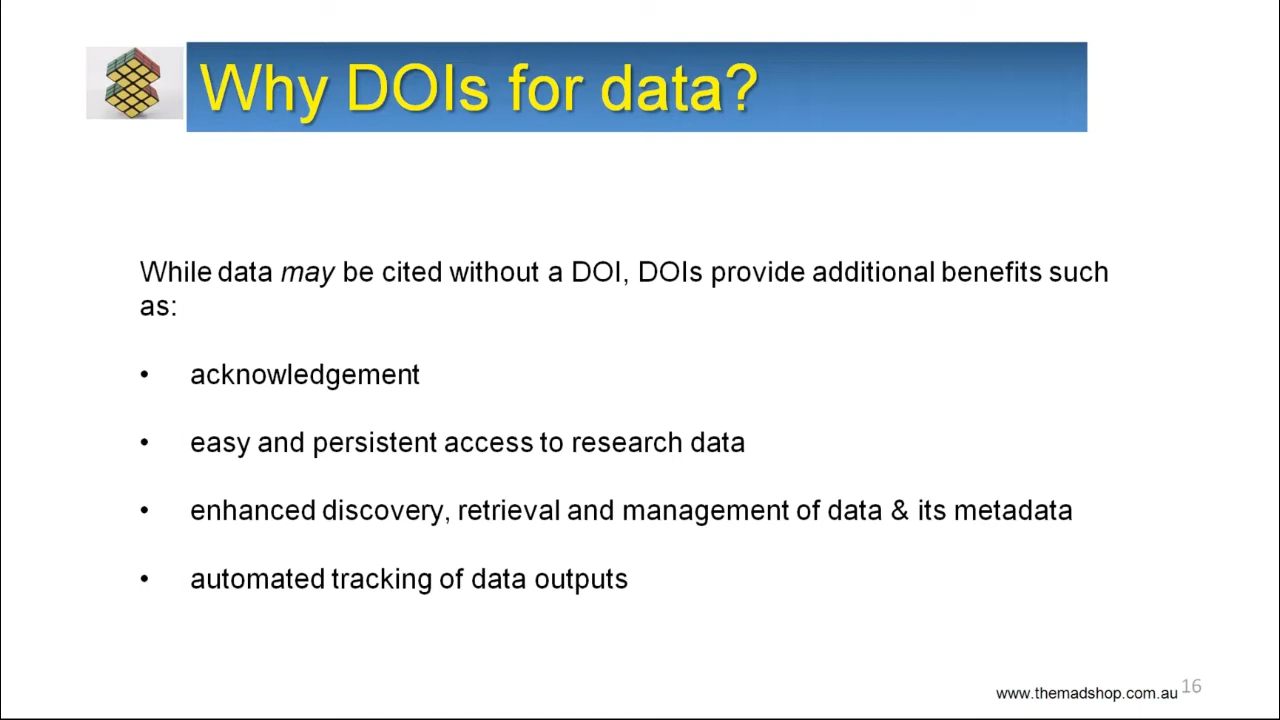 Why DOIs for data?
While data may be cited without a DOI, DOIs provide additional benefits such
as:
• acknowledgement
• easy and persistent access to research data
• enhanced discovery, retrieval and management of data & its metadata
• automated tracking of data outputs
www.themadshop.com.au 16